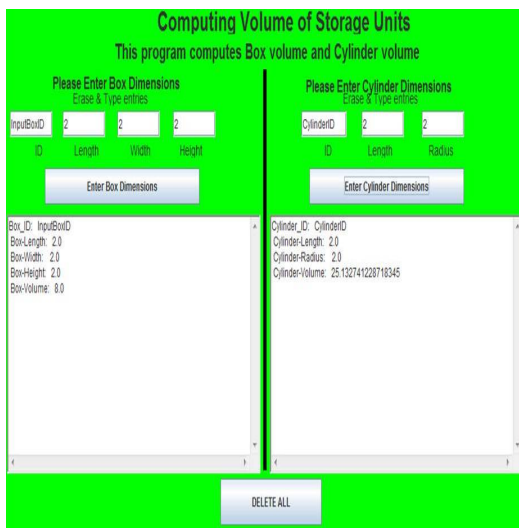 Computing Volume of Storage Units
This program computes Box volume and Cylinder volume
Please Enter Box Dimensions
Erase & Type entries
InputBoxID 2 2 2
ID Length Width Height
Enter Box Dimensions
Box_ID: InputBoxID
Box-Length: 2.0
Box-Width: 2.0
Box-Height: 2.0
Box-Volume: 8.0
Please Enter Cylinder Dimensions
Erase & Type entries
CylinderID 2 2
ID Length Radius
Enter Cylinder Dimensions
Cylinder_ID: CylinderID
Cylinder-Length: 2.0
Cylinder-Radius: 2.0
Cylinder-Volume: 25.132741228718345
DELETE ALL